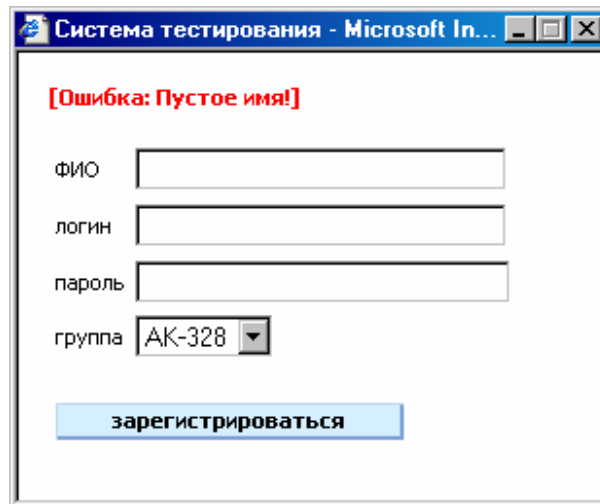 Система тестирования - Microsoft In...
[Ошибка: Пустое имя!]
ФИО
логин
пароль
группа АК-328
зарегистрироваться